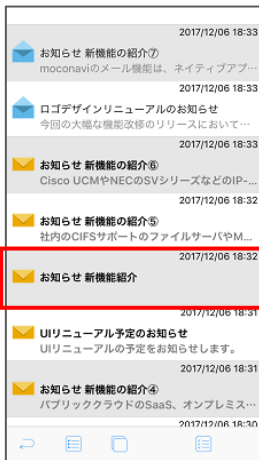 2017/12/06 18:33
お知らせ 新機能の紹介⑦
moconaviのメール機能は、ネイティブアプ…
2017/12/06 18:33
ロゴデザインリニューアルのお知らせ
今回の大幅な機能改修のリリースにおいて…
2017/12/06 18:33
お知らせ 新機能の紹介⑥
Cisco UCMやNECのSVシリーズなどのIP-...
2017/12/06 18:32
お知らせ 新機能の紹介⑤
社内のCIFSサポートのファイルサーバやM...
2017/12/06 18:32
お知らせ 新機能紹介
2017/12/06 18:31
UIリニューアル予定のお知らせ
UIリニューアルの予定をお知らせします。
2017/12/06 18:31
お知らせ 新機能の紹介④
パブリッククラウドのSaaS、オンプレミス…
2017/12/06 18:30